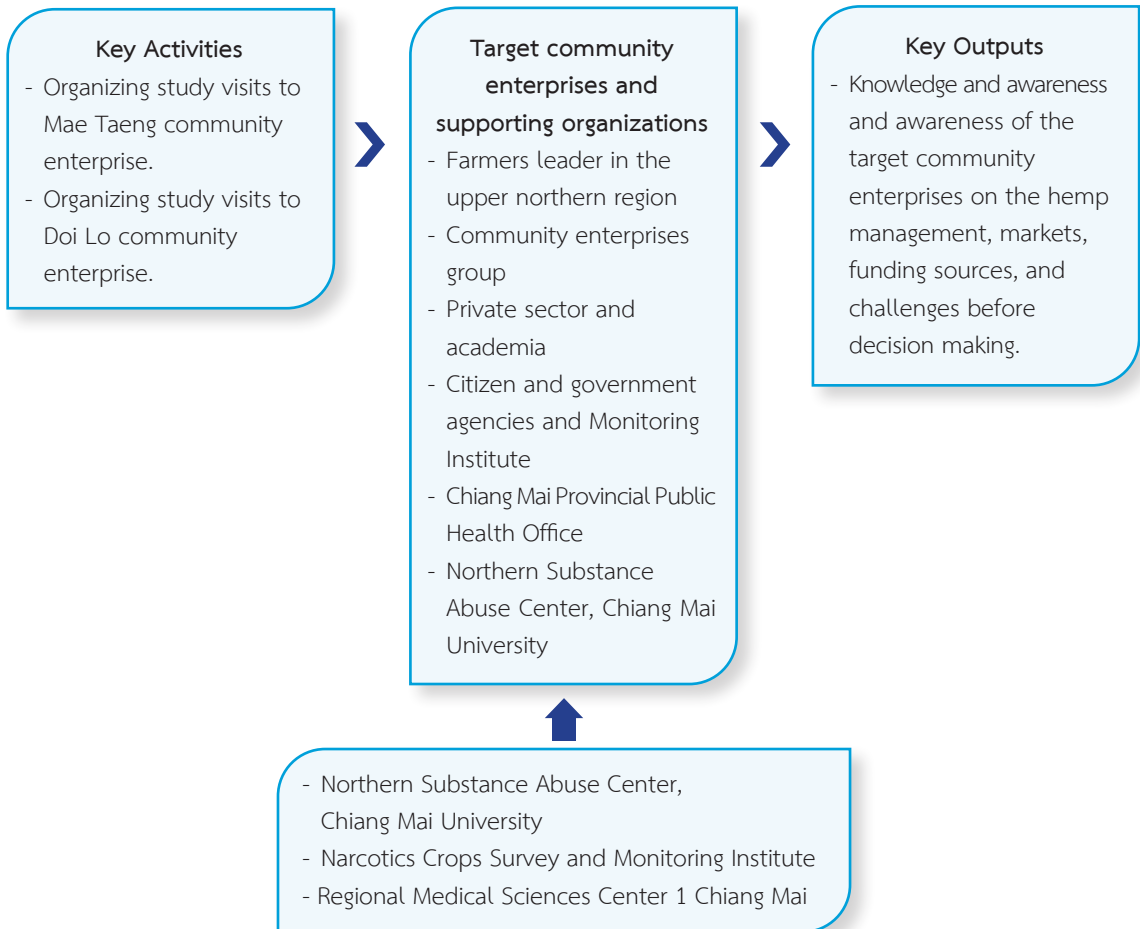 Key Activities
- Organizing study visits to
Mae Taeng community
enterprise.
- Organizing study visits to
Doi Lo community
enterprise.
Target community
enterprises and
supporting organizations
- Farmers leader in the
upper northern region
- Community enterprises
group
- Private sector and
academia
- Citizen and government
agencies and Monitoring
Institute
- Chiang Mai Provincial Public
Health Office
- Northern Substance
Abuse Center, Chiang Mai
University
Key Outputs
- Knowledge and awareness
and awareness of the
target community
enterprises on the hemp
management, markets,
funding sources, and
challenges before
decision making.
- Northern Substance Abuse Center,
Chiang Mai University
- Narcotics Crops Survey and Monitoring Institute
- Regional Medical Sciences Center 1 Chiang Mai